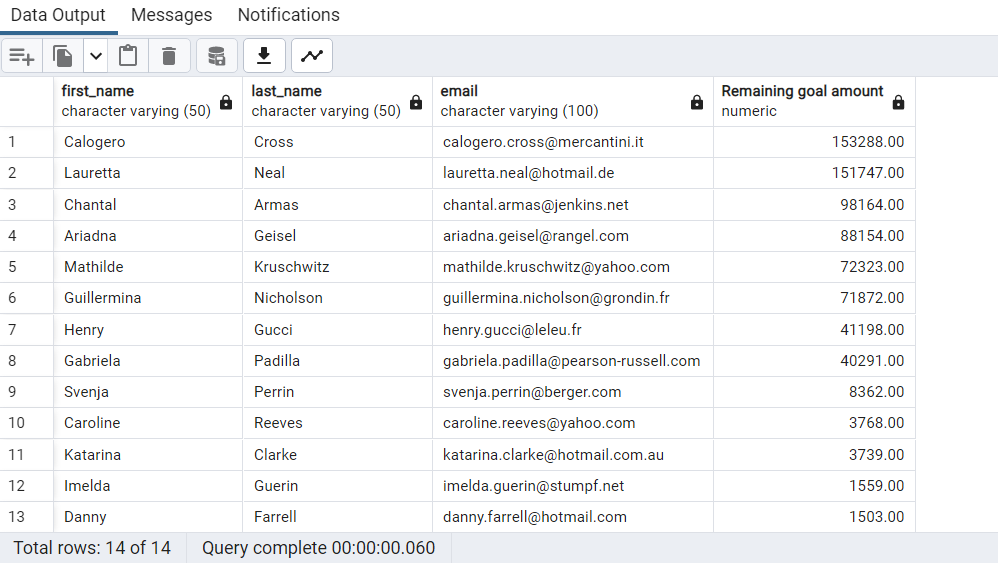 Data Output Messages Notifications
first_name last_name email Remaining goal amount
character varying (50) character varying (50) character varying (100) numeric
1 Calogero Cross calogero.cross@mercantini.it 153288.00
2 Lauretta Neal lauretta.neal@hotmail.de 151747.00
3 Chantal Armas chantal.armas@jenkins.net 98164.00
4 Ariadna Geisel ariadna.geisel@rangel.com 88154.00
5 Mathilde Kruschwitz mathilde.kruschwitz@yahoo.com 72323.00
6 Guillermina Nicholson guillermina.nicholson@grondin.fr 71872.00
7 Henry Gucci henry.gucci@leleu.fr 41198.00
8 Gabriela Padilla gabriela.padilla@pearson-russell.com 40291.00
9 Svenja Perrin svenja.perrin@berger.com 8362.00
10 Caroline Reeves caroline.reeves@yahoo.com 3768.00
11 Katarina Clarke katarina.clarke@hotmail.com.au 3739.00
12 Imelda Guerin imelda.guerin@stumpf.net 1559.00
13 Danny Farrell danny.farrell@hotmail.com 1503.00
Total rows: 14 of 14 Query complete 00:00:00.060